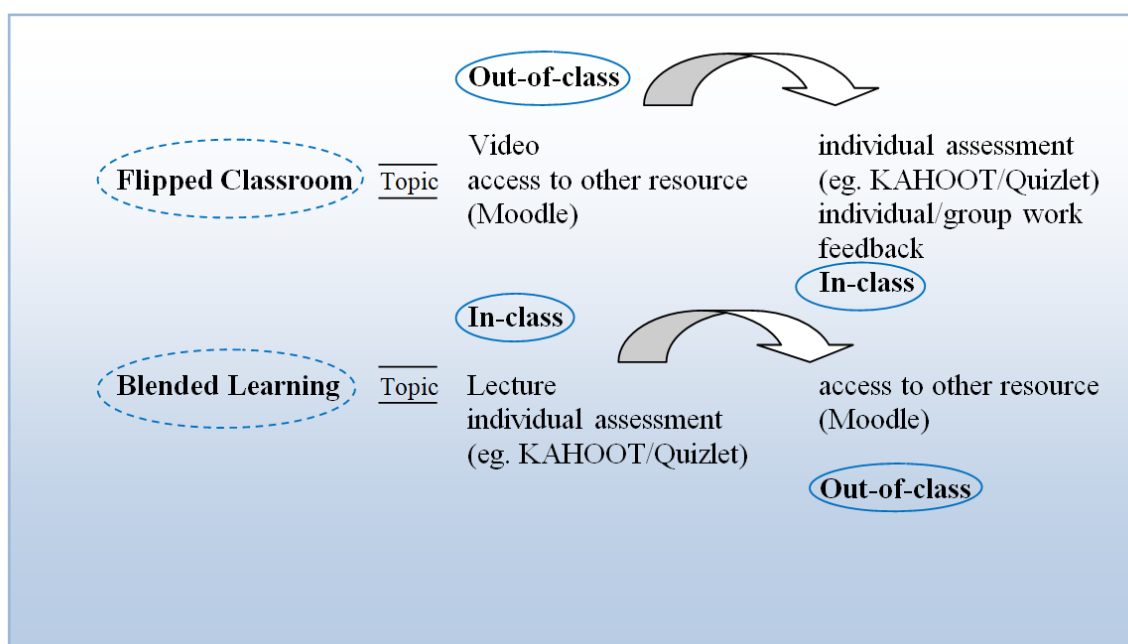 Out-of-class
Flipped Classroom
Topic
Video
access to other resource
(Moodle)
individual assessment
(eg. KAHOOT/Quizlet)
individual/group work
feedback
In-class
In-class
Blended Learning
Topic
Lecture
individual assessment
(eg. KAHOOT/Quizlet)
access to other resource
(Moodle)
Out-of-class